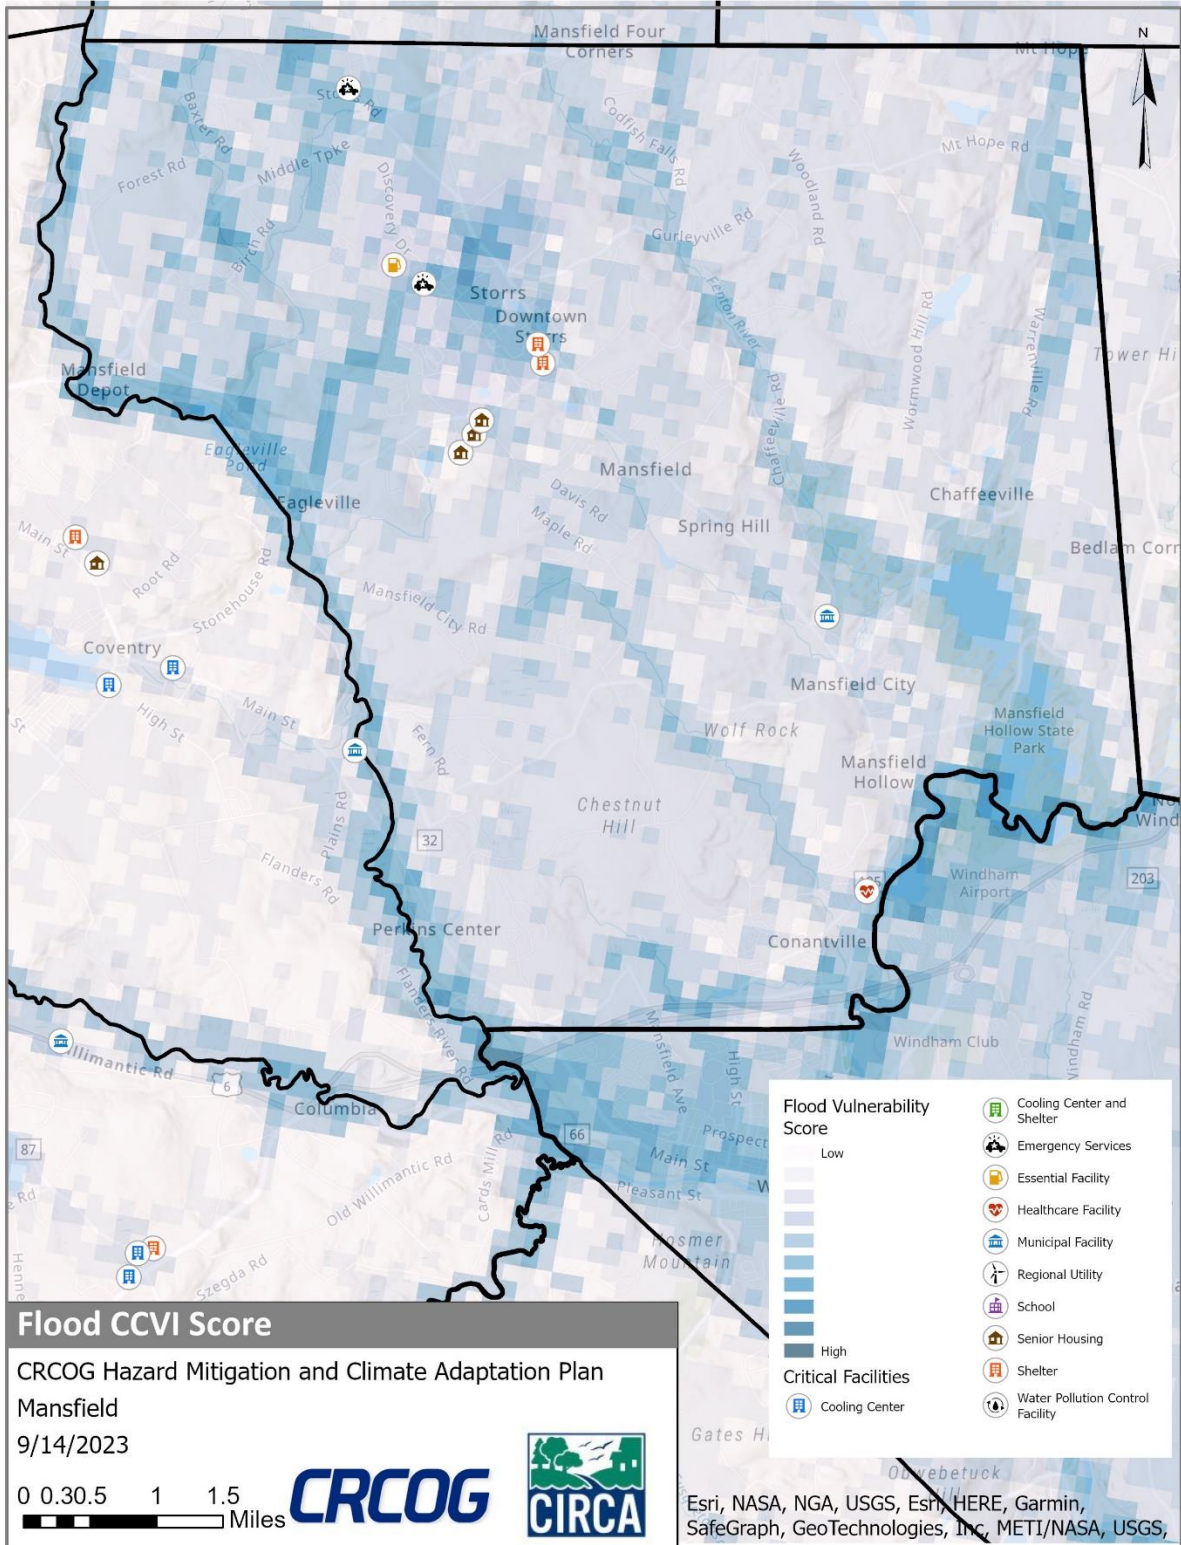 Mansfield Four
Corners
Mt Hope
N
Storrs Rd
Baxter Rd
Codfish Falls Rd
Mt Hope Rd
Middle Tpke
Forest Rd
Woodland Rd
Discovery Dr
Birch Rd
Gurleyville Rd
Storrs
Fenton River
Downtown
Storrs
Wormwood Hill Rd
Warrenville Rd
Tower Hi
Mansfield
Depot
Chaffeeville Rd
Eagleville
Pond
Mansfield
Eagleville
Davis Rd
Chaffeeville
Maple Rd
Spring Hill
Main St
Bedlam Corn
Root Rd
Stonehouse Rd
Mansfield City Rd
Coventry
Mansfield City
High St
Main St
St
Fern Rd
Wolf Rock
Mansfield
Hollow State
Park
Mansfield
Hollow
Chestnut
Hill
Plains Rd
32
No
Wind
Flanders Rd
195
Windham
Airport
203
Perkins Center
Conantville
Flanders River Rd
Mansfield Ave
High St
Windham Rd
Windham Club
Willimantic Rd
6
Columbia
66
Prospect
Main St
87
Cards Mill Rd
Pleasant St
W
Old Willimantic Rd
e Rd
Hosmer
Mountain
Szegda Rd
Henne
Flood Vulnerability
Score
Low
High
Critical Facilities
Cooling Center
Cooling Center and
Shelter
Emergency Services
Essential Facility
Healthcare Facility
Municipal Facility
Regional Utility
School
Senior Housing
Shelter
Water Pollution Control
Facility
Flood CCVI Score
CRCOG Hazard Mitigation and Climate Adaptation Plan
Mansfield
9/14/2023
0 0.30.5 1 1.5
Miles
CRCOG
CIRCA
Gates H
Obwebetuck
Hill
Esri, NASA, NGA, USGS, Esri, HERE, Garmin,
SafeGraph, GeoTechnologies, Inc, METI/NASA, USGS,